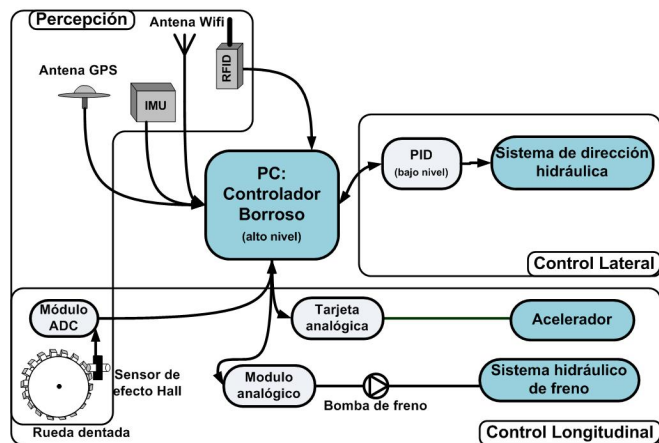 Percepción
Antena Wifi
RFID
Antena GPS
IMU
PC:
Controlador
Borroso
(alto nivel)
PID
(bajo nivel)
Sistema de dirección
hidráulica
Control Lateral
Módulo
ADC
Tarjeta
analógica
Acelerador
Sensor de
efecto Hall
Modulo
analógico
Bomba de freno
Sistema hidráulico
de freno
Rueda dentada
Control Longitudinal